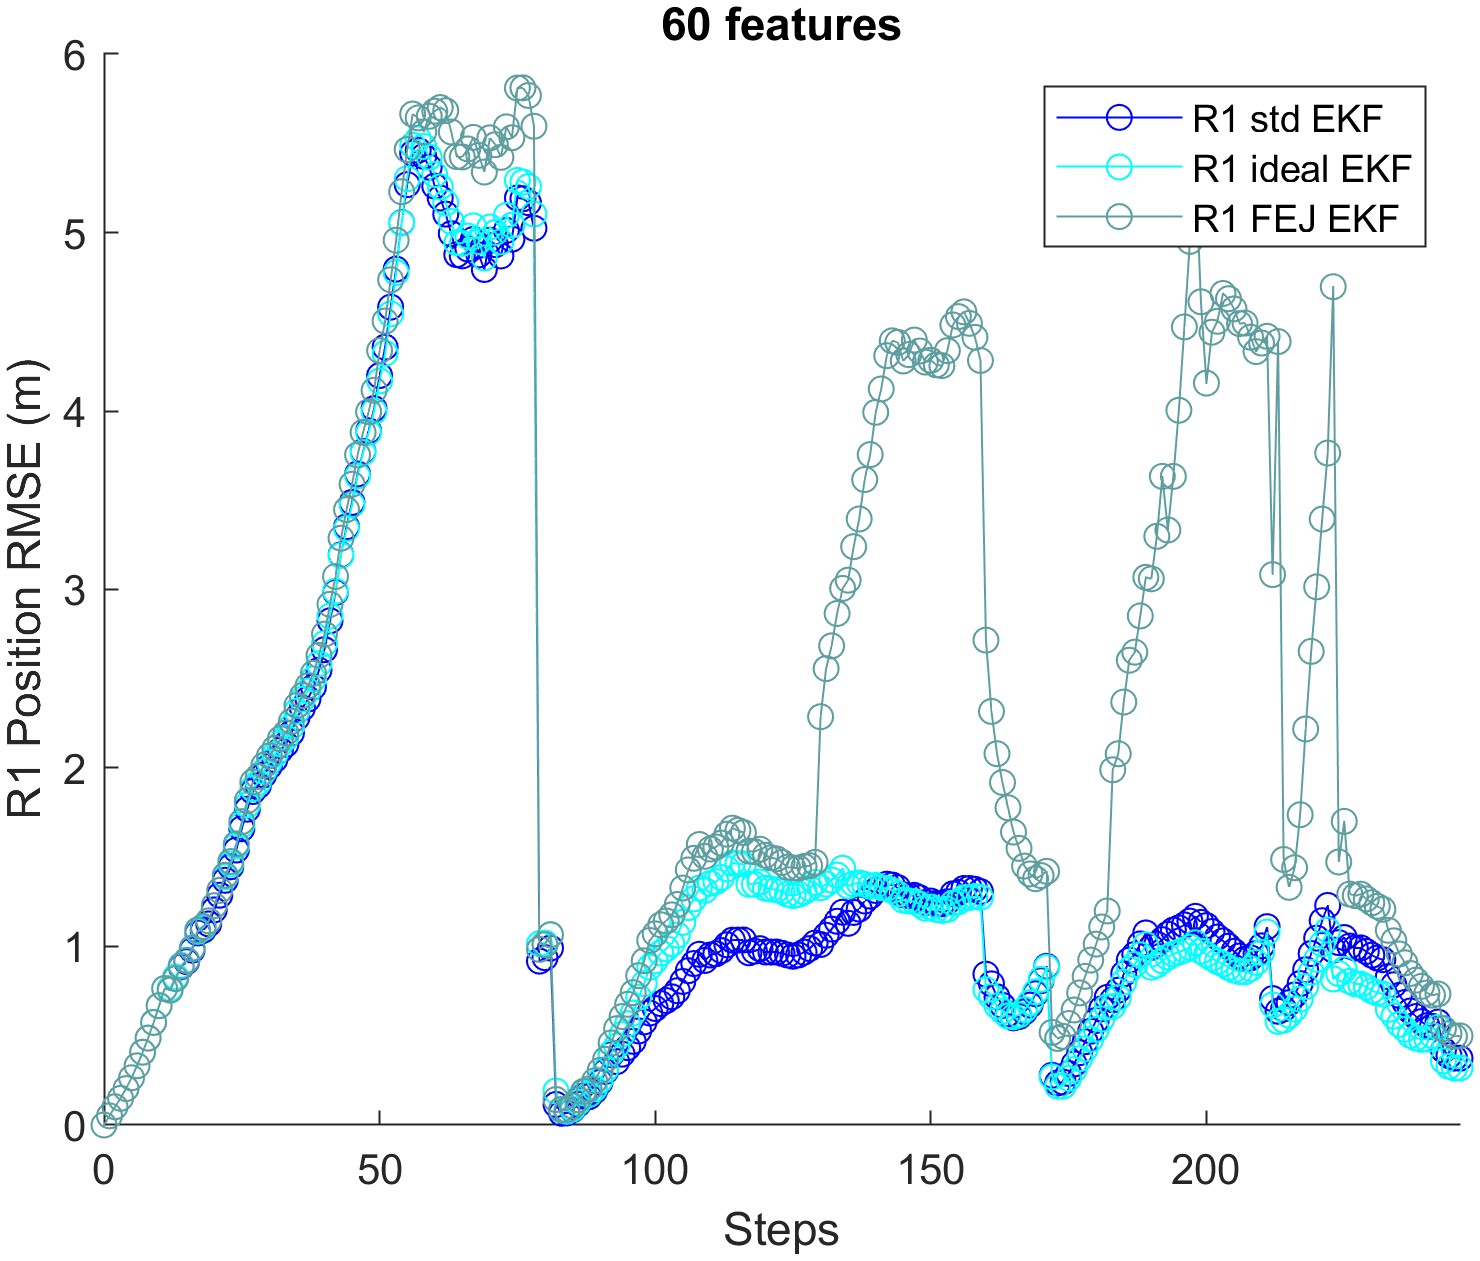 60 features
R1 std EKF
R1 ideal EKF
R1 FEJ EKF
R1 Position RMSE (m)
6
5
4
3
2
1
0
0 50 100 150 200
Steps